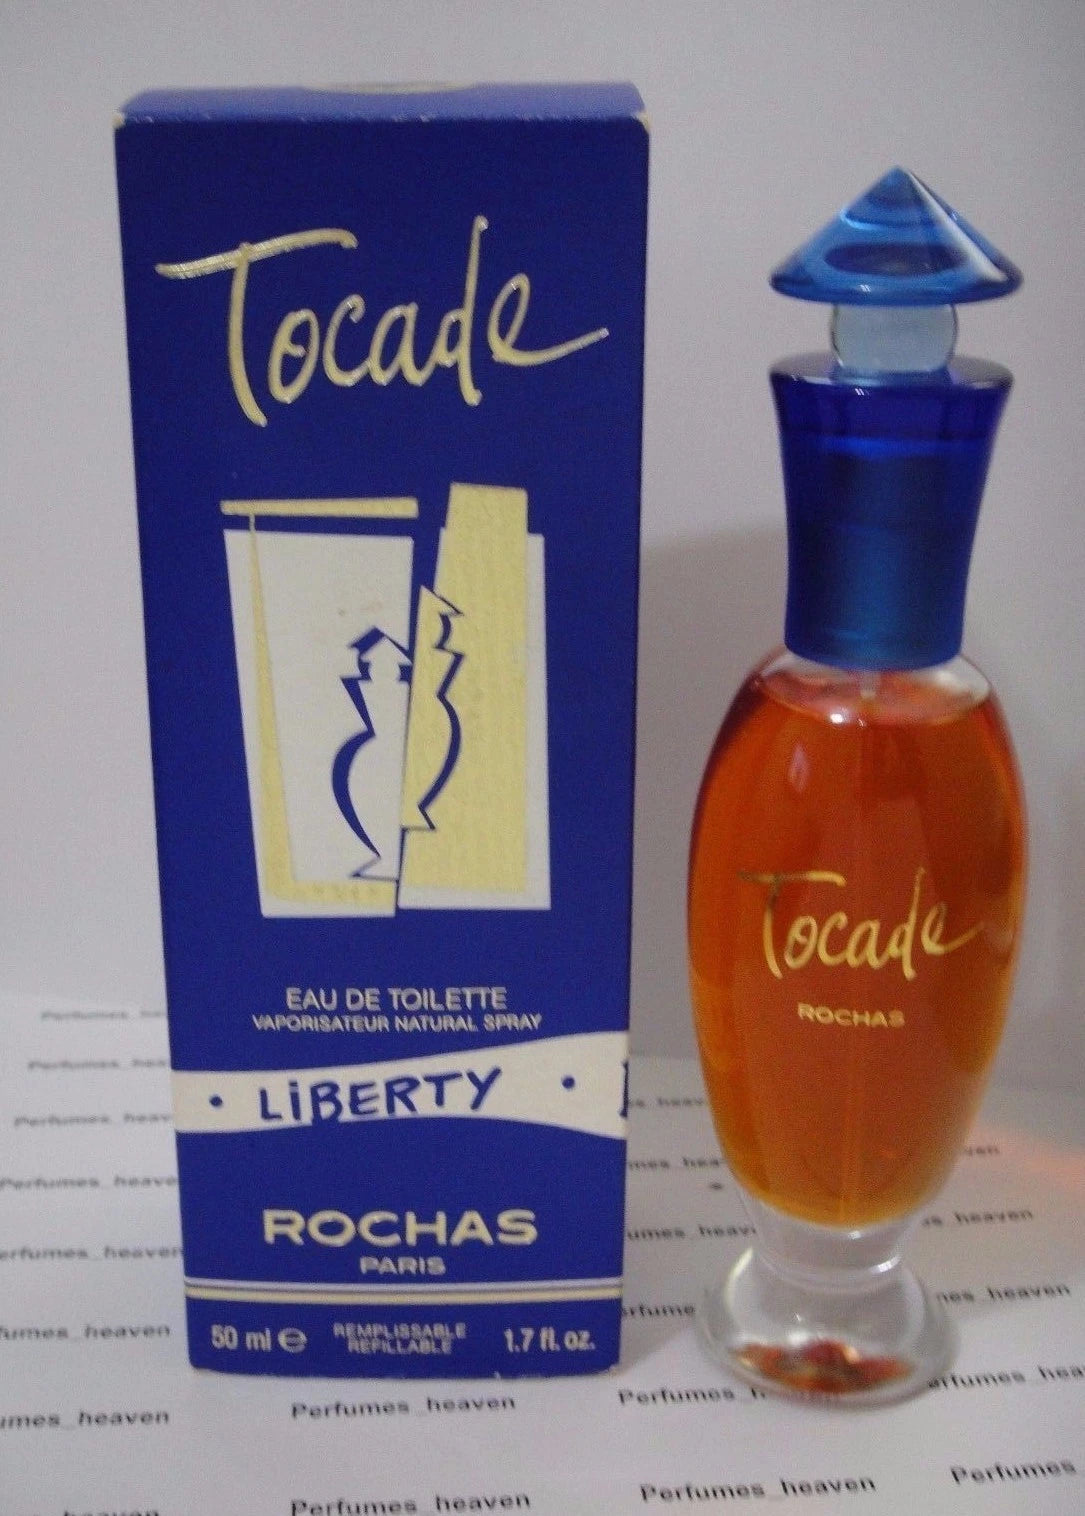 Tocade
EAU DE TOILETTE
VAPORISATEUR NATURAL SPRAY
• LiBERTY •
ROCHAS
PARIS
50 ml ℮ REMPLISSABLE 1.7 fl. oz.
REFILLABLE
Tocade
ROCHAS
Perfumes_heaven
Perfumes_heaven
Perfumes_heaven
Perfumes_heaven